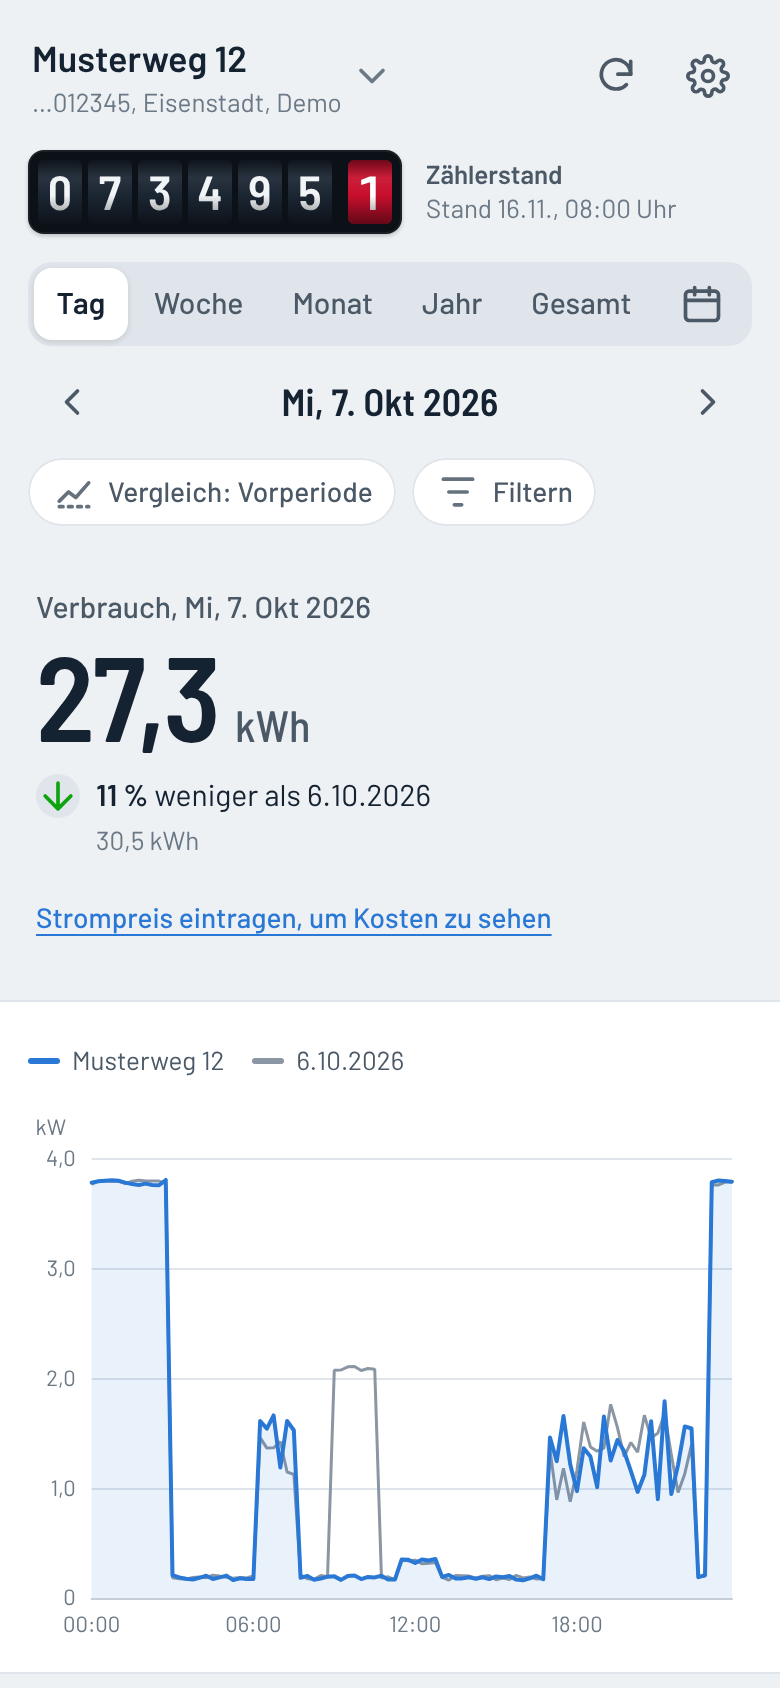 Musterweg 12
...012345, Eisenstadt, Demo
0 7 3 4 9 5 1
Zählerstand
Stand 16.11., 08:00 Uhr
Tag Woche Monat Jahr Gesamt
Mi, 7. Okt 2026
Vergleich: Vorperiode Filtern
Verbrauch, Mi, 7. Okt 2026
27,3 kWh
11 % weniger als 6.10.2026
30,5 kWh
Strompreis eintragen, um Kosten zu sehen
Musterweg 12 6.10.2026
kW
4,0
3,0
2,0
1,0
0
00:00 06:00 12:00 18:00